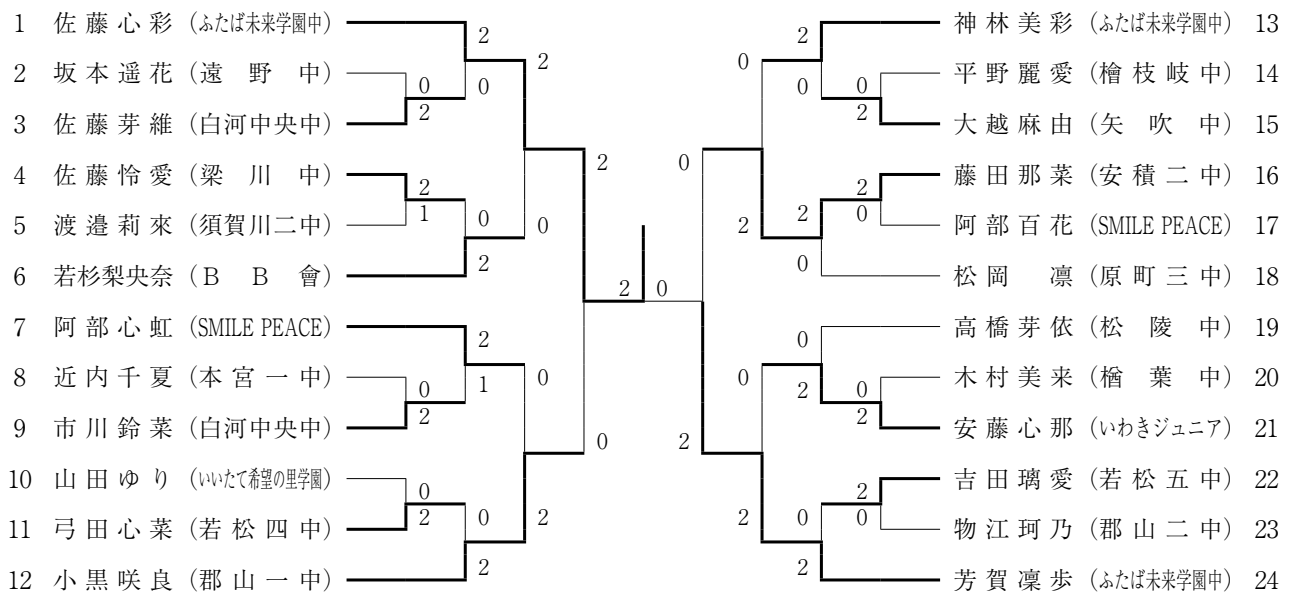 1 佐藤心彩 (ふたば未来学園中)
2 坂本遥花 (遠野中)
3 佐藤芽維 (白河中央中)
4 佐藤怜愛 (梁川中)
5 渡邉莉來 (須賀川二中)
6 若杉梨央奈 (BB會)
7 阿部心虹 (SMILE PEACE)
8 近内千夏 (本宮一中)
9 市川鈴菜 (白河中央中)
10 山田ゆり (いいたて希望の里学園)
11 弓田心菜 (若松四中)
12 小黒咲良 (郡山一中)
2
0
2
0
2
2
1
0
2
2
0
2
0
2
1
0
2
0
2
0
2
2
0
2 0
神林美彩 (ふたば未来学園中) 13
平野麗愛 (檜枝岐中) 14
大越麻由 (矢吹中) 15
藤田那菜 (安積二中) 16
阿部百花 (SMILE PEACE) 17
松岡凛 (原町三中) 18
高橋芽依 (松陵中) 19
木村美来 (楢葉中) 20
安藤心那 (いわきジュニア) 21
吉田璃愛 (若松五中) 22
物江珂乃 (郡山二中) 23
芳賀凜歩 (ふたば未来学園中) 24
2
0
0
2
0
2
0
2
0
0
2
0
2
0
2
2
0
0
2
0
2
0
2